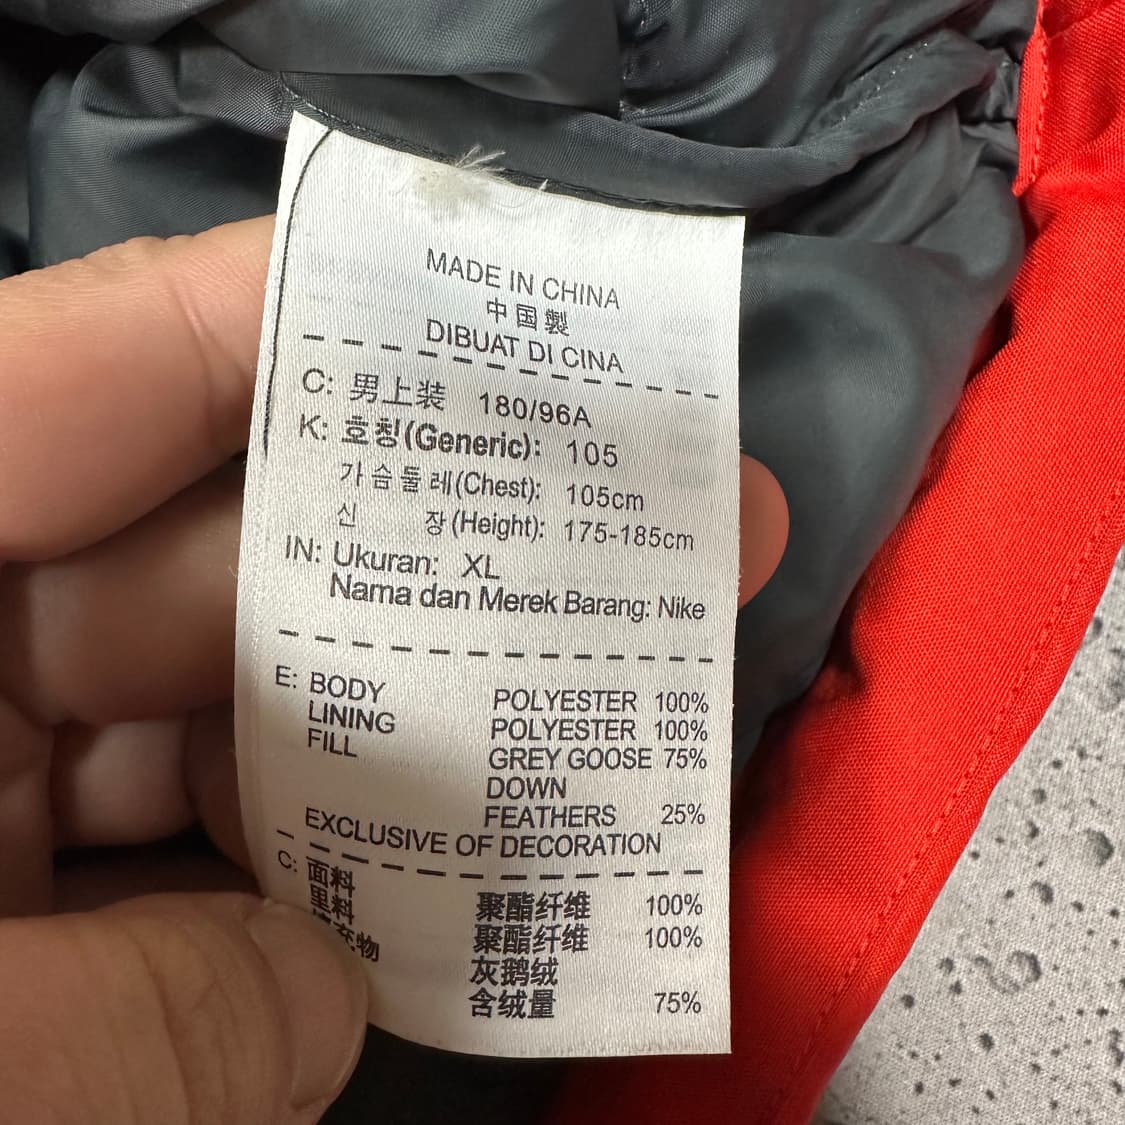 MADE IN CHINA
中国製
DIBUAT DI CINA
C: 男上装 180/96A
K: 호칭(Generic): 105
가슴둘레(Chest): 105cm
신 장(Height): 175-185cm
IN: Ukuran: XL
Nama dan Merek Barang: Nike
E: BODY POLYESTER 100%
LINING POLYESTER 100%
FILL GREY GOOSE 75%
DOWN
FEATHERS 25%
EXCLUSIVE OF DECORATION
C: 面料 聚酯纤维 100%
里料 聚酯纤维 100%
充物 灰鹅绒
含绒量 75%